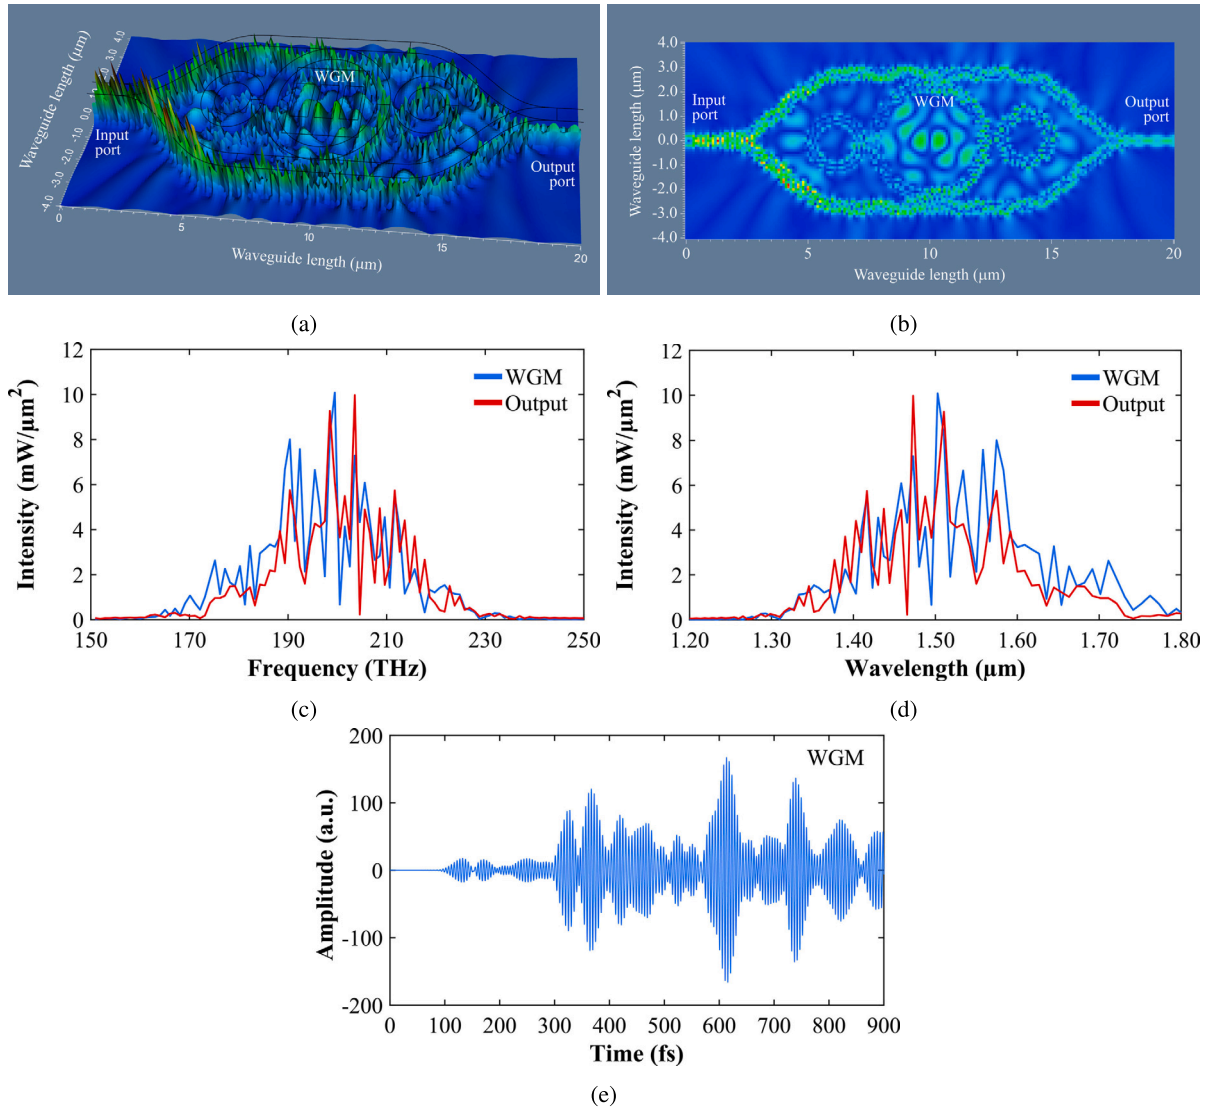 WGM
Input
port
Output
port
Waveguide length (μm)
4.0
3.0
2.0
1.0
0.0
-1.0
-2.0
-3.0
-4.0
0
5
10
15
20
Waveguide length (μm)
(a)
4.0
3.0
2.0
1.0
0.0
-1.0
-2.0
-3.0
-4.0
Waveguide length (μm)
Input
port
WGM
Output
port
0
5
10
15
20
Waveguide length (μm)
(b)
12
10
8
6
4
2
0
Intensity (mW/μm²)
WGM
Output
150
170
190
210
230
250
Frequency (THz)
(c)
12
10
8
6
4
2
0
Intensity (mW/μm²)
WGM
Output
1.20
1.30
1.40
1.50
1.60
1.70
1.80
Wavelength (μm)
(d)
200
100
0
-100
-200
Amplitude (a.u.)
WGM
0
100
200
300
400
500
600
700
800
900
Time (fs)
(e)